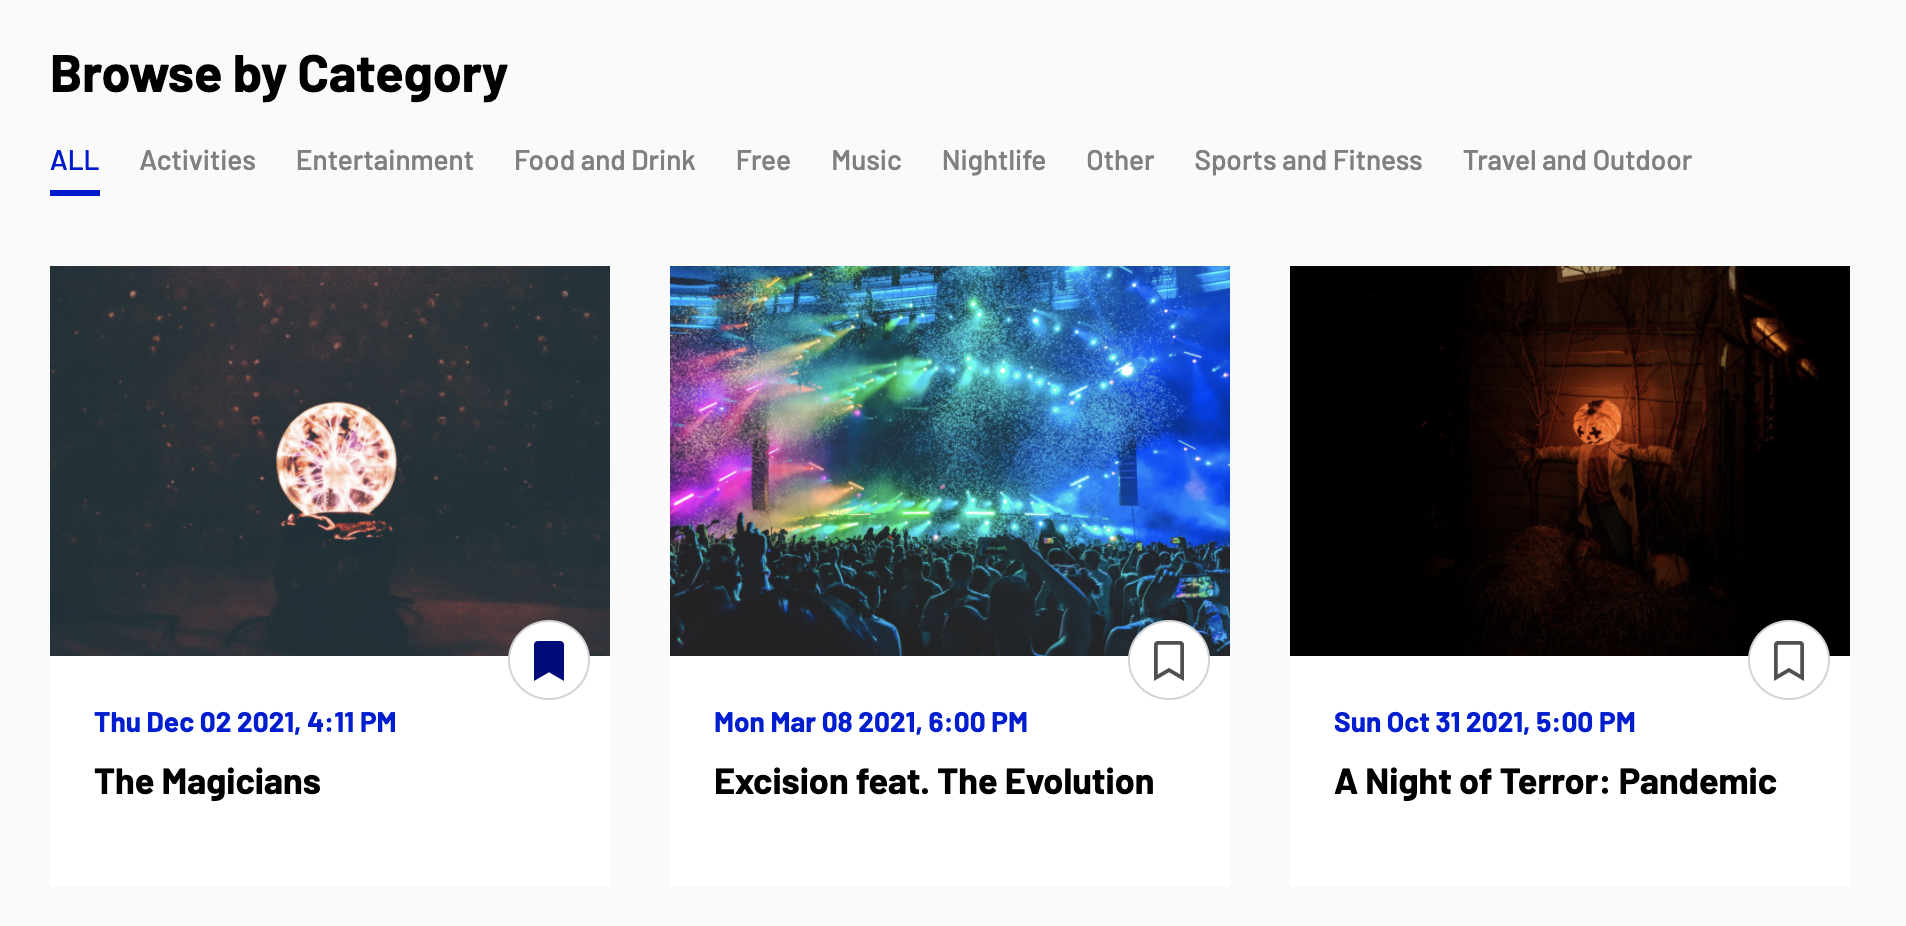 Browse by Category
ALL Activities Entertainment Food and Drink Free Music Nightlife Other Sports and Fitness Travel and Outdoor
Thu Dec 02 2021, 4:11 PM
The Magicians
Mon Mar 08 2021, 6:00 PM
Excision feat. The Evolution
Sun Oct 31 2021, 5:00 PM
A Night of Terror: Pandemic